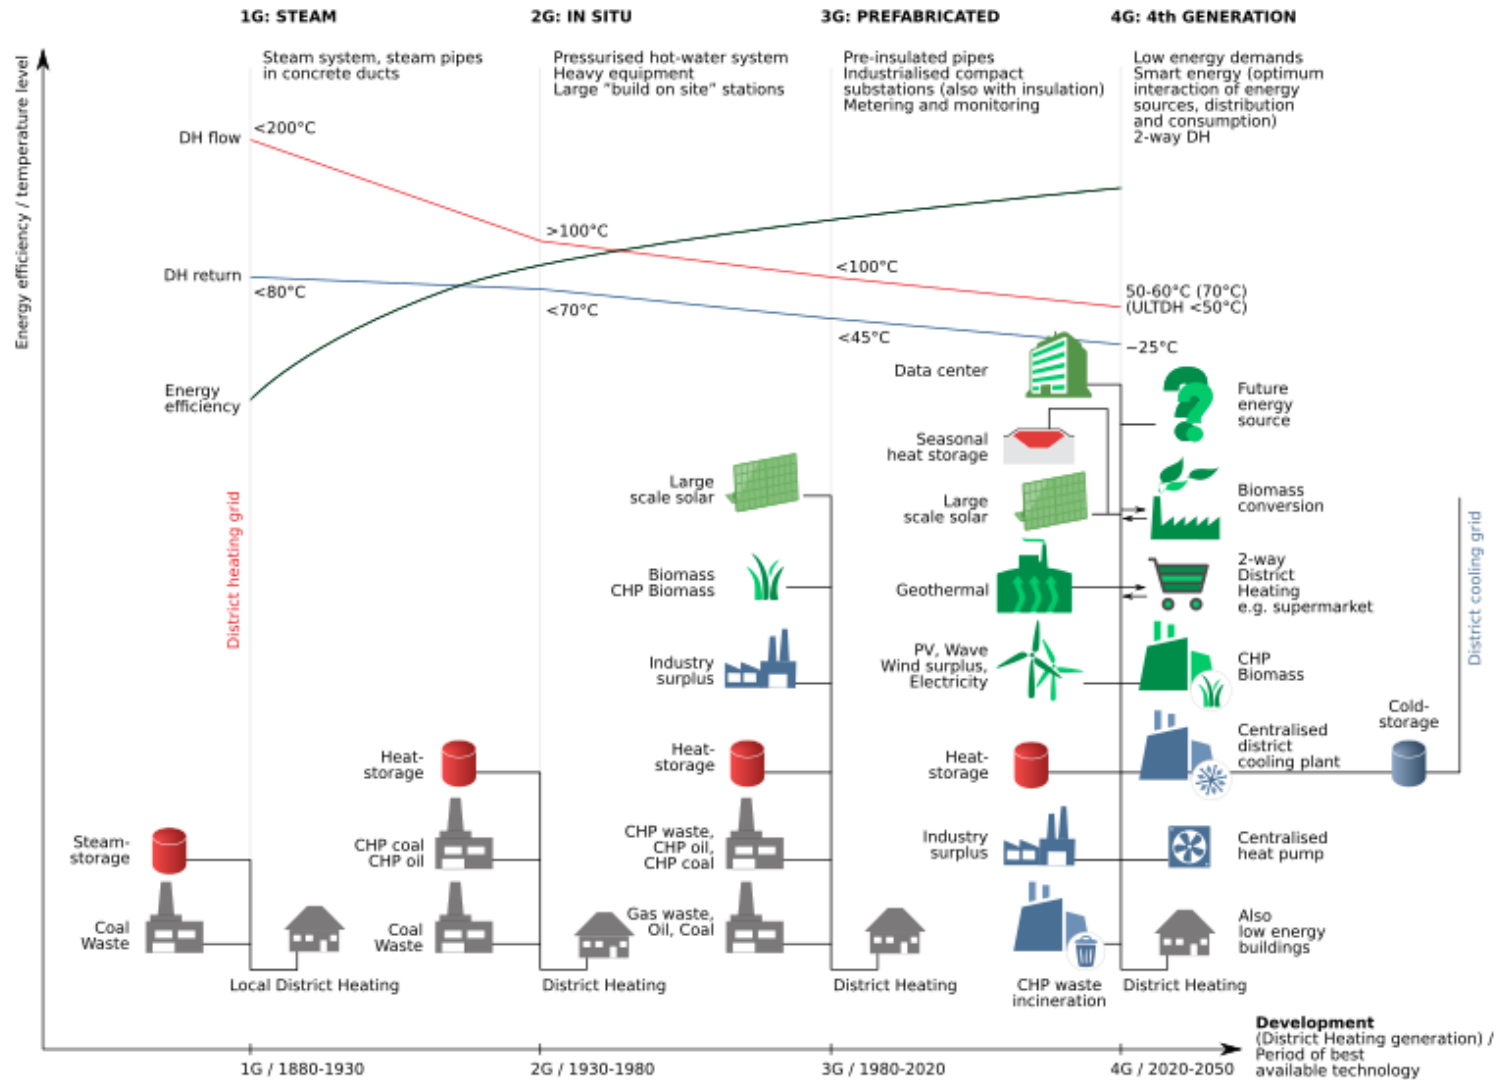 1G: STEAM
2G: IN SITU
3G: PREFABRICATED
4G: 4th GENERATION
Steam system, steam pipes
in concrete ducts
Pressurised hot-water system
Heavy equipment
Large "build on site" stations
Pre-insulated pipes
Industrialised compact
substations (also with insulation)
Metering and monitoring
Low energy demands
Smart energy (optimum
interaction of energy
sources, distribution
and consumption)
2-way DH
Energy efficiency / temperature level
DH flow
<200°C
>100°C
<100°C
50-60°C (70°C)
(ULTDH <50°C)
DH return
<80°C
<70°C
<45°C
~25°C
Energy
efficiency
District heating grid
Large
scale solar
Biomass
CHP Biomass
Industry
surplus
Data center
Seasonal
heat storage
Large
scale solar
Geothermal
PV, Wave
Wind surplus,
Electricity
Future
energy
source
Biomass
conversion
2-way
District
Heating
e.g. supermarket
CHP
Biomass
District cooling grid
Cold-
storage
Centralised
district
cooling plant
Heat-
storage
Heat-
storage
Heat-
storage
Steam-
storage
CHP coal
CHP oil
CHP waste,
CHP oil,
CHP coal
Industry
surplus
Centralised
heat pump
Coal
Waste
Coal
Waste
Gas waste,
Oil, Coal
Also
low energy
buildings
Local District Heating
District Heating
District Heating
CHP waste
incineration
District Heating
Development
(District Heating generation) /
Period of best
available technology
1G / 1880-1930
2G / 1930-1980
3G / 1980-2020
4G / 2020-2050